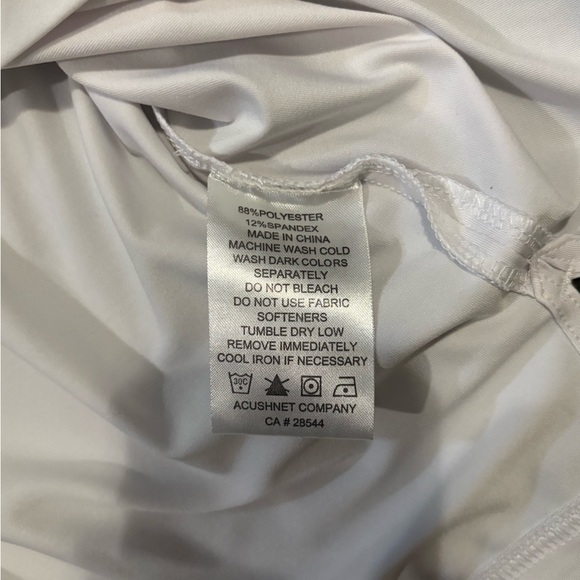 88%POLYESTER
12%SPANDEX
MADE IN CHINA
MACHINE WASH COLD
WASH DARK COLORS
SEPARATELY
DO NOT BLEACH
DO NOT USE FABRIC
SOFTENERS
TUMBLE DRY LOW
REMOVE IMMEDIATELY
COOL IRON IF NECESSARY
30C
ACUSHNET COMPANY
CA # 28544